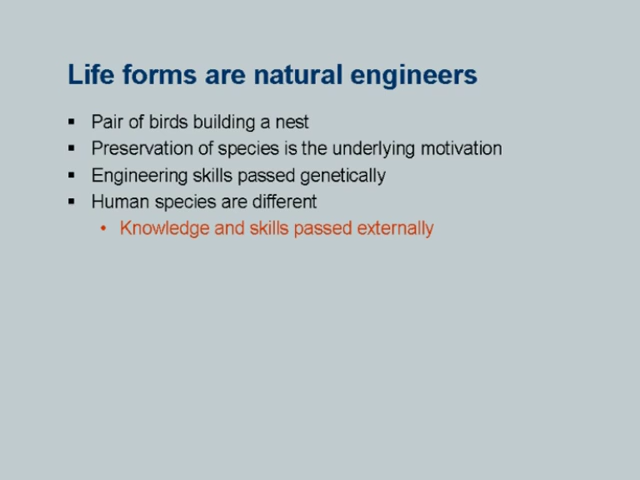 Life forms are natural engineers
▪ Pair of birds building a nest
▪ Preservation of species is the underlying motivation
▪ Engineering skills passed genetically
▪ Human species are different
• Knowledge and skills passed externally